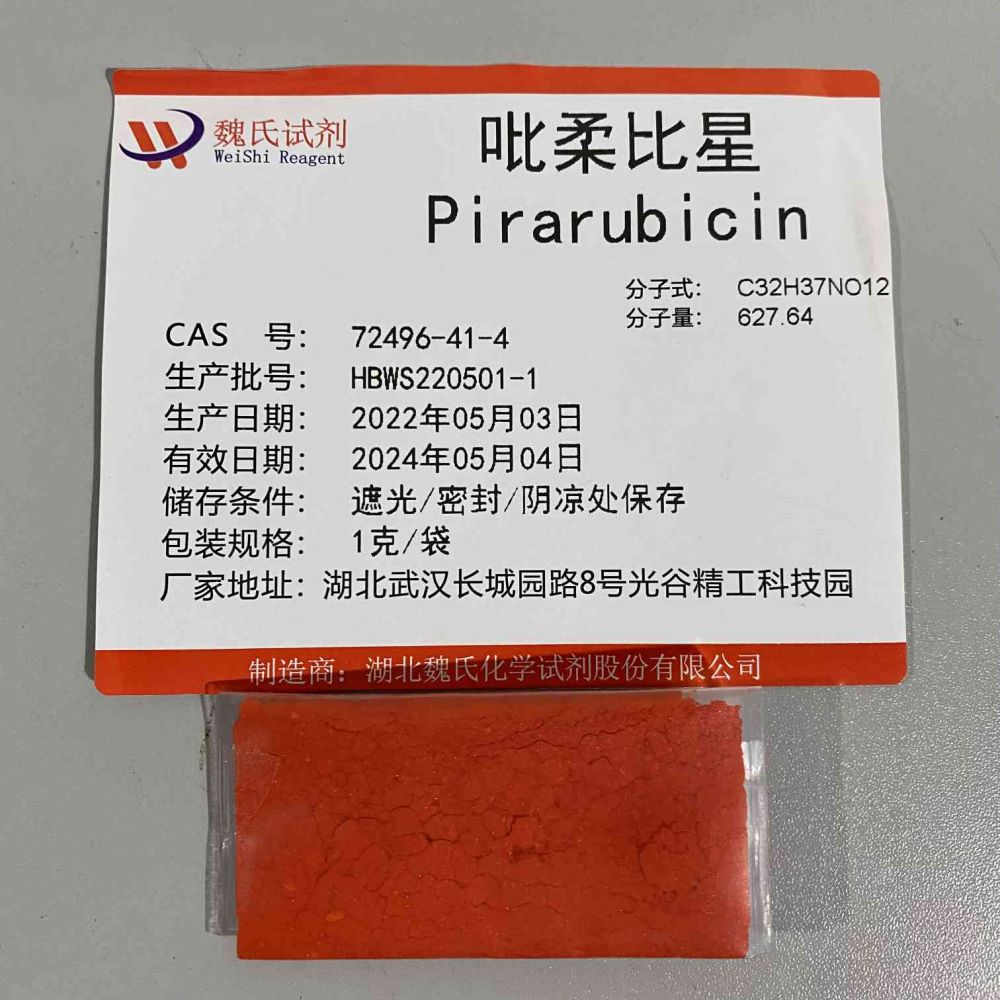 魏氏试剂
WeiShi Reagent
吡柔比星
Pirarubicin
分子式： C32H37NO12
分子量： 627.64
CAS 号： 72496-41-4
生产批号： HBWS220501-1
生产日期： 2022年05月03日
有效日期： 2024年05月04日
储存条件： 遮光/密封/阴凉处保存
包装规格： 1克/袋
厂家地址：湖北武汉长城园路8号光谷精工科技园
制造商：湖北魏氏化学试剂股份有限公司